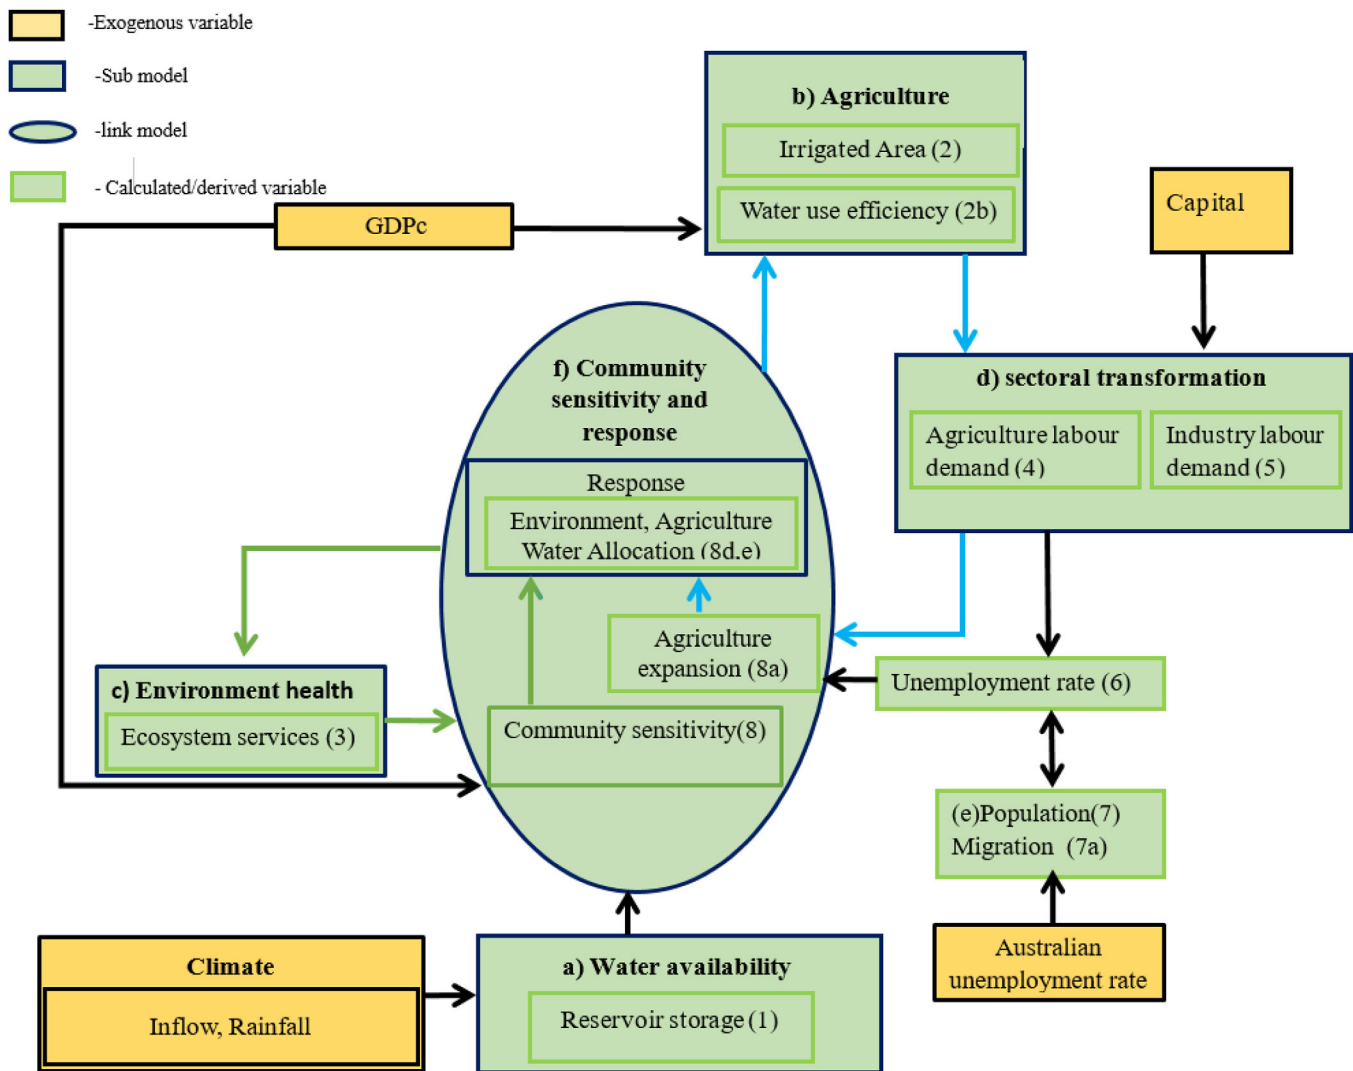 -Exogenous variable
-Sub model
-link model
- Calculated/derived variable
b) Agriculture
Irrigated Area (2)
Water use efficiency (2b)
GDPc
Capital
d) sectoral transformation
Agriculture labour
demand (4)
Industry labour
demand (5)
f) Community
sensitivity and
response
Response
Environment, Agriculture
Water Allocation (8d.e)
Agriculture
expansion (8a)
Unemployment rate (6)
c) Environment health
Ecosystem services (3)
Community sensitivity(8)
(e)Population(7)
Migration (7a)
Australian
unemployment rate
Climate
Inflow, Rainfall
a) Water availability
Reservoir storage (1)